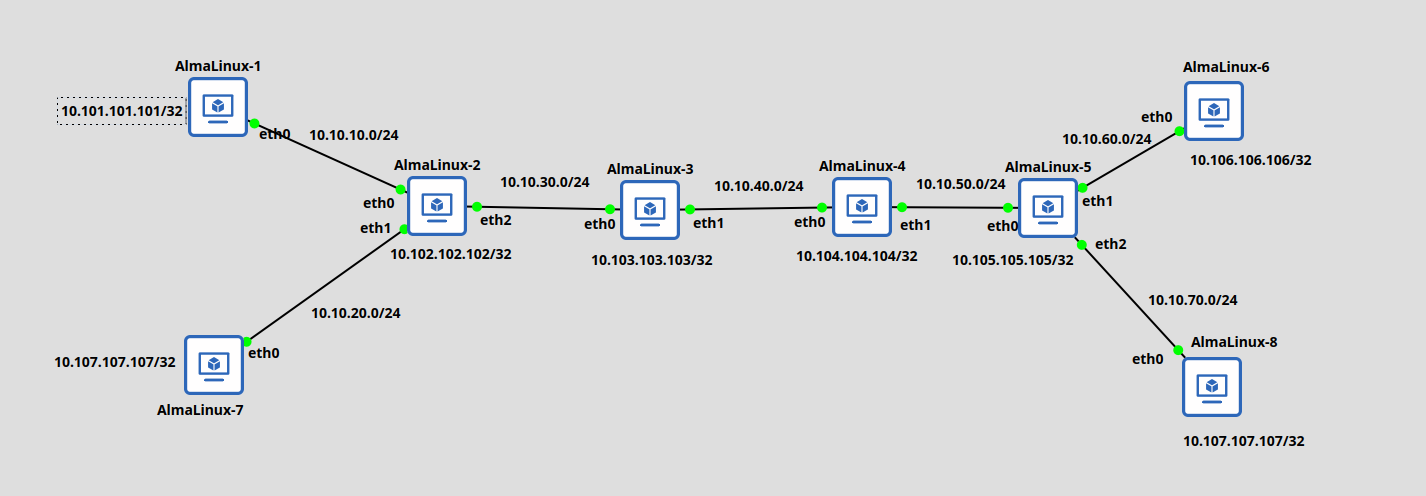 AlmaLinux-1
10.101.101.101/32
eth0
10.10.10.0/24
AlmaLinux-2
eth0
eth1
eth2
10.102.102.102/32
10.10.20.0/24
eth0
10.107.107.107/32
AlmaLinux-7
10.10.30.0/24
AlmaLinux-3
eth0
eth1
10.103.103.103/32
10.10.40.0/24
AlmaLinux-4
eth0
eth1
10.104.104.104/32
10.10.50.0/24
AlmaLinux-5
eth0
eth1
eth2
10.105.105.105/32
10.10.60.0/24
AlmaLinux-6
eth0
10.106.106.106/32
10.10.70.0/24
AlmaLinux-8
eth0
10.107.107.107/32